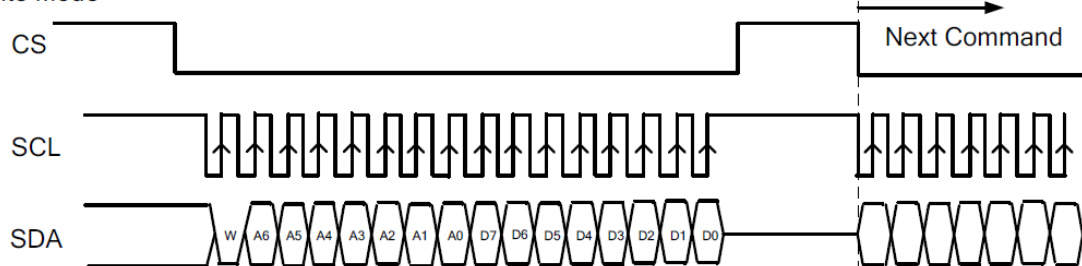 CS
Next Command
SCL
SDA
W A6 A5 A4 A3 A2 A1 A0 D7 D6 D5 D4 D3 D2 D1 D0